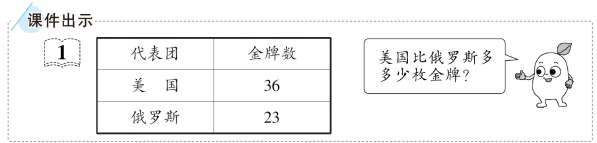 课件出示
1
代表团 金牌数
美 国 36
俄罗斯 23
美国比俄罗斯多
多少枚金牌?